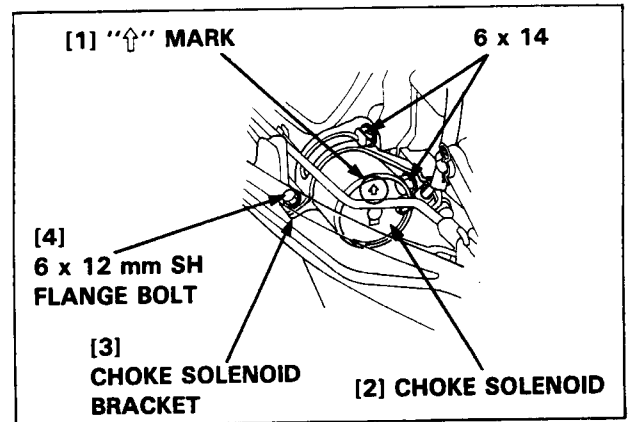 [1] "⇧" MARK
6 x 14
[4]
6 x 12 mm SH
FLANGE BOLT
[3]
CHOKE SOLENOID
BRACKET
[2] CHOKE SOLENOID